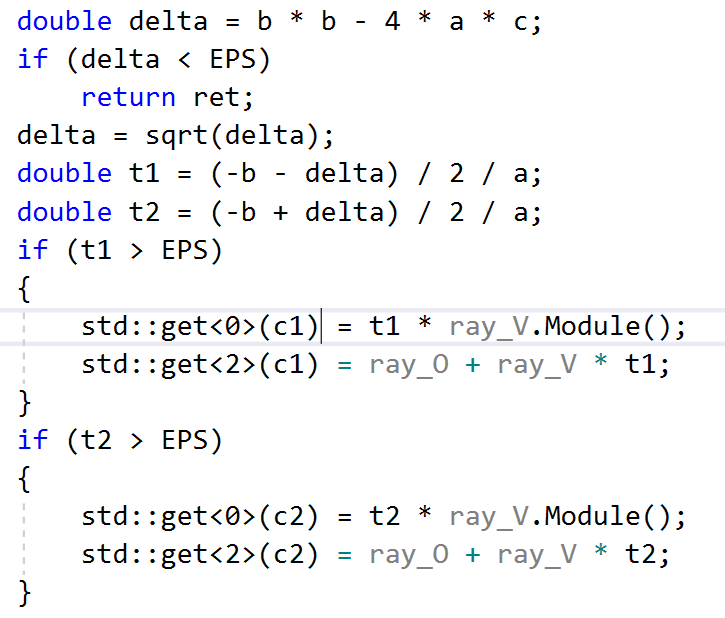 double delta = b * b - 4 * a * c;
if (delta < EPS)
    return ret;
delta = sqrt(delta);
double t1 = (-b - delta) / 2 / a;
double t2 = (-b + delta) / 2 / a;
if (t1 > EPS)
{
    std::get<0>(c1) = t1 * ray_V.Module();
    std::get<2>(c1) = ray_O + ray_V * t1;
}
if (t2 > EPS)
{
    std::get<0>(c2) = t2 * ray_V.Module();
    std::get<2>(c2) = ray_O + ray_V * t2;
}